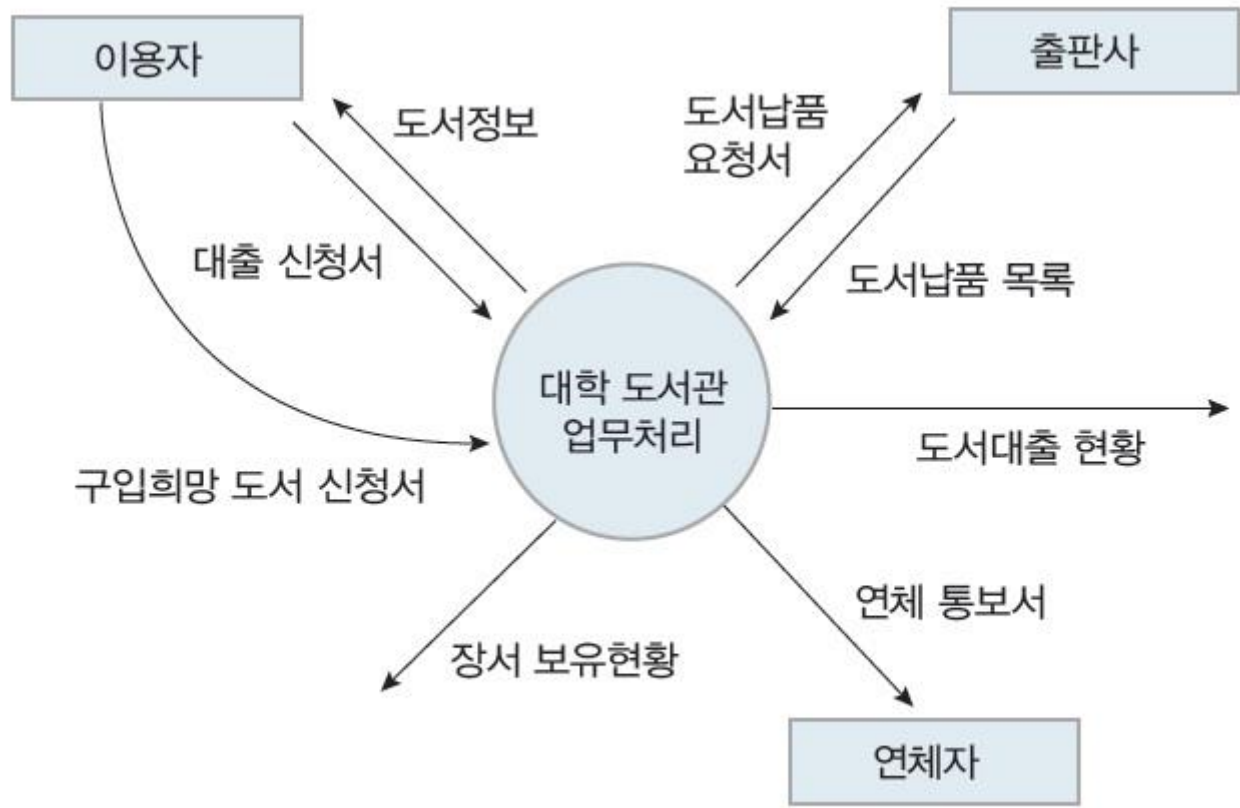 이용자
출판사
도서정보
도서납품
요청서
대출 신청서
도서납품 목록
대학 도서관
업무처리
도서대출 현황
구입희망 도서 신청서
연체 통보서
장서 보유현황
연체자